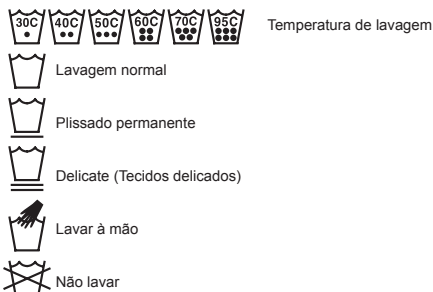 30C 40C 50C 60C 70C 95C Temperatura de lavagem
Lavagem normal
Plissado permanente
Delicate (Tecidos delicados)
Lavar à mão
Não lavar